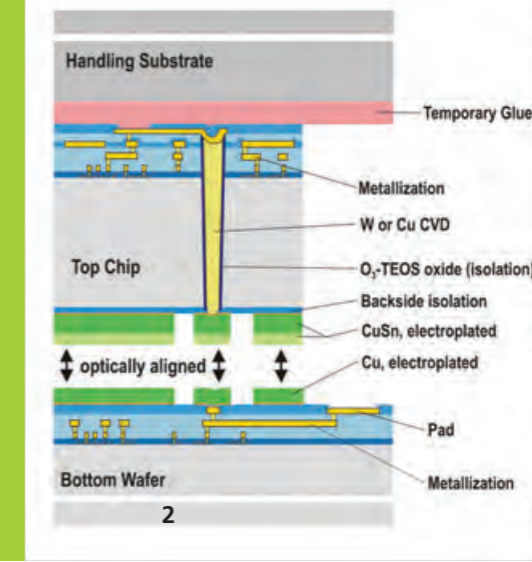 Handling Substrate
Temporary Glue
Metallization
W or Cu CVD
Top Chip
O₃-TEOS oxide (isolation)
Backside isolation
CuSn, electroplated
optically aligned
Cu, electroplated
Pad
Bottom Wafer
Metallization
2